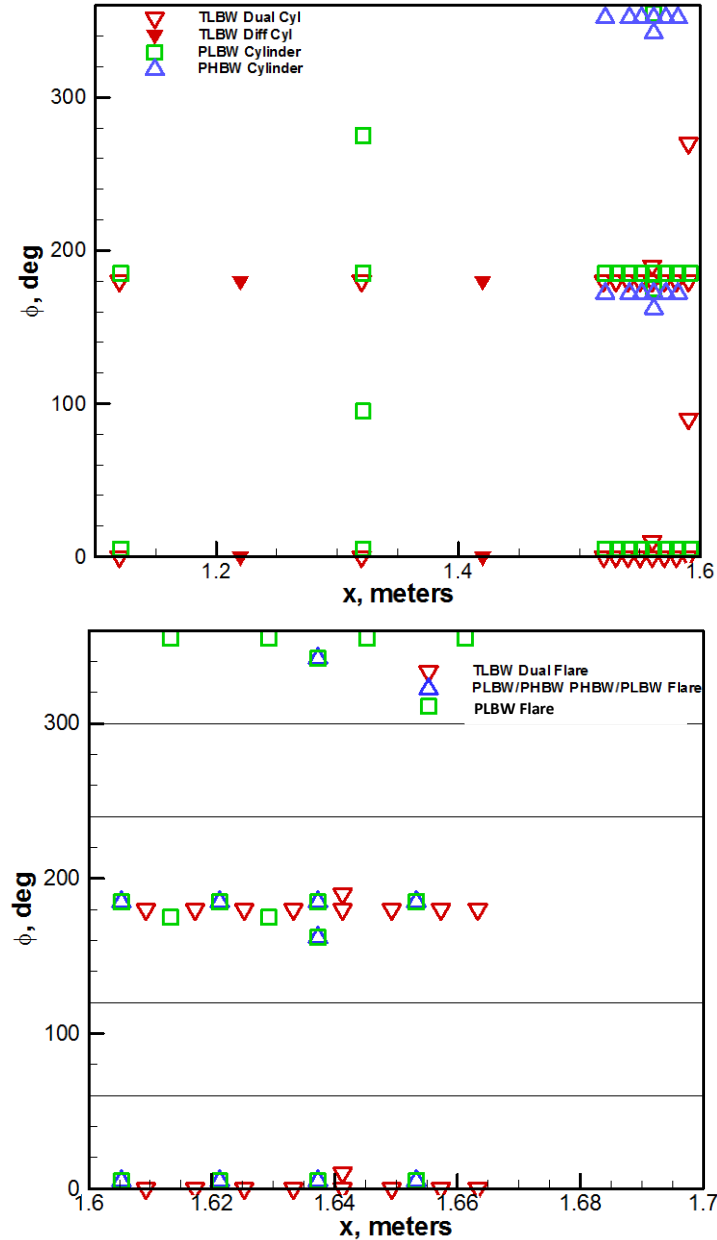 TLBW Dual Cyl
TLBW Diff Cyl
PLBW Cylinder
PHBW Cylinder
300
200
100
0
ϕ, deg
1.2
1.4
1.6
x, meters
TLBW Dual Flare
PLBW/PHBW PHBW/PLBW Flare
PLBW Flare
300
200
100
0
ϕ, deg
1.6
1.62
1.64
1.66
1.68
1.7
x, meters